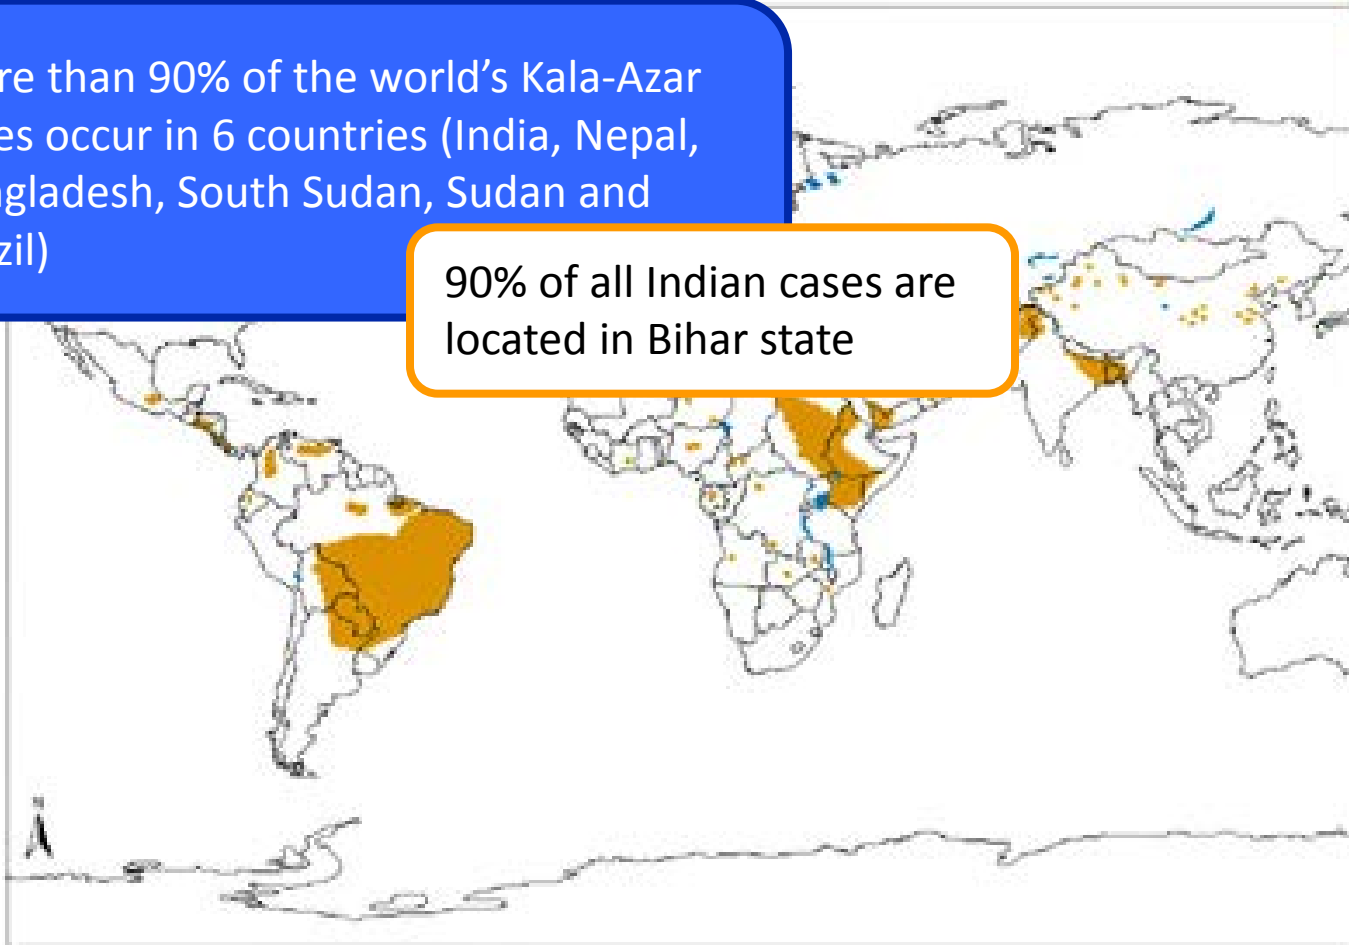 re than 90% of the world’s Kala-Azar
es occur in 6 countries (India, Nepal,
gladesh, South Sudan, Sudan and
zil)
90% of all Indian cases are
located in Bihar state